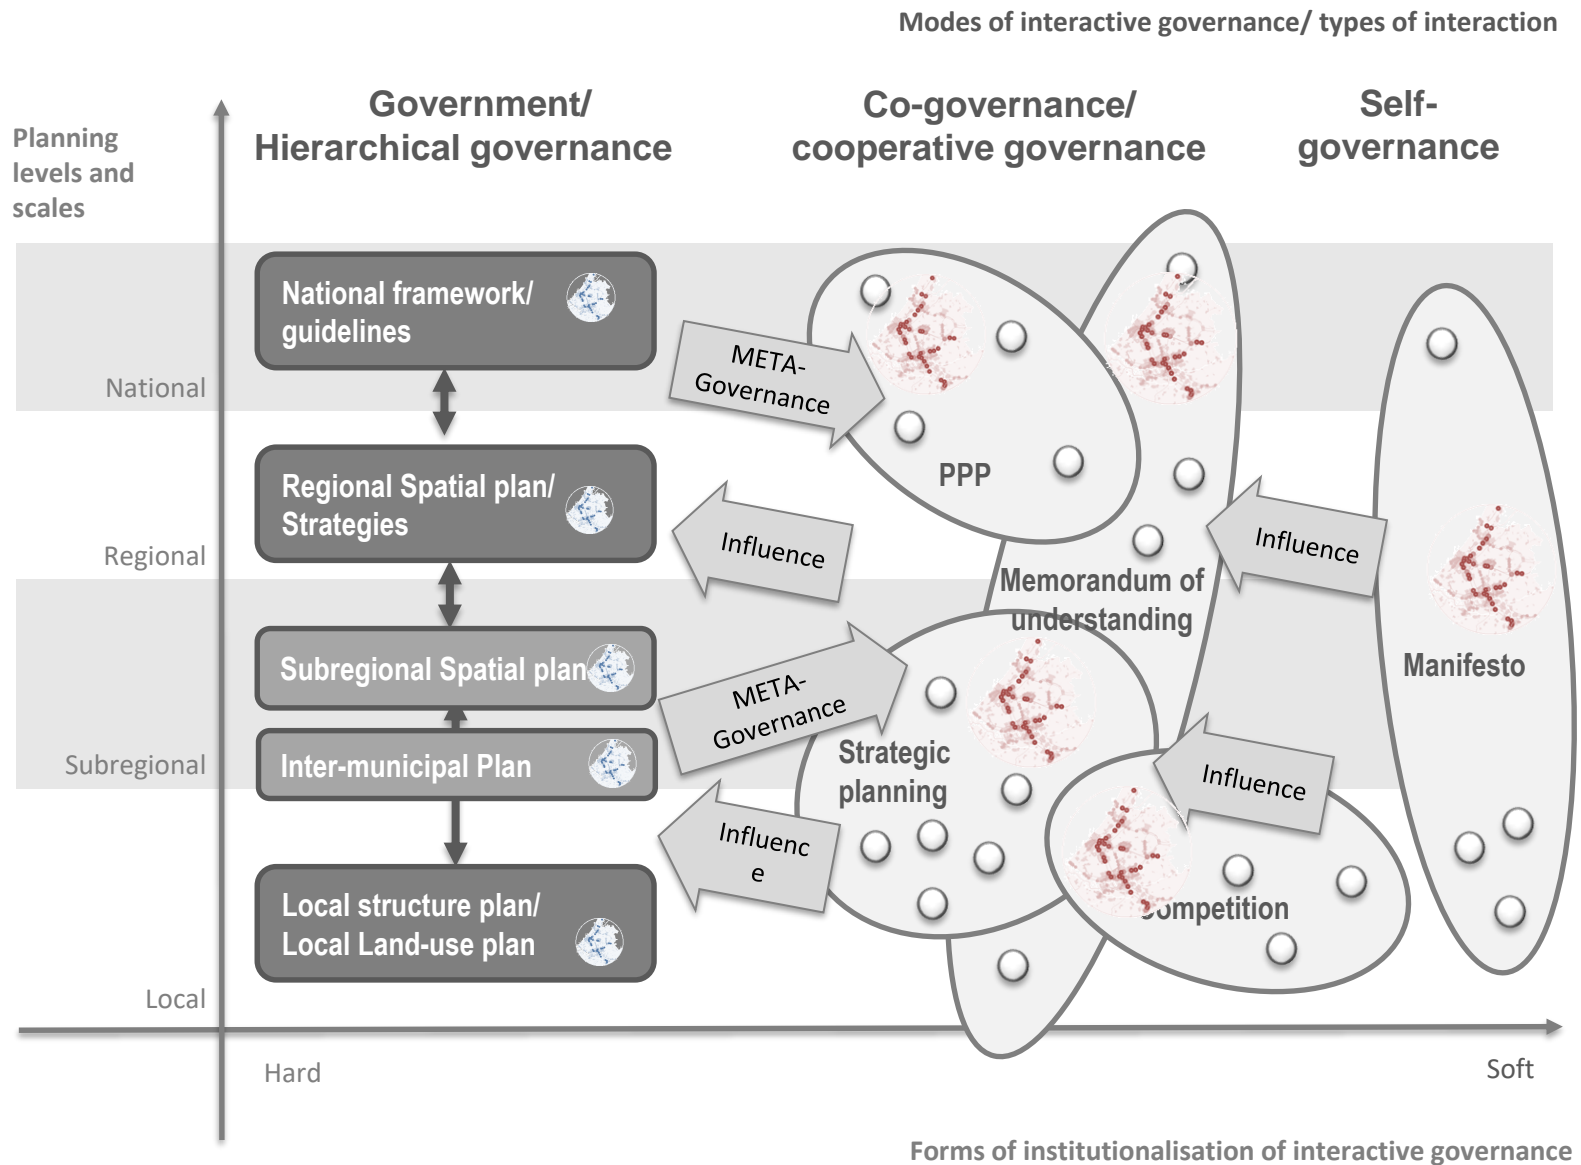 Modes of interactive governance/ types of interaction
Government/
Hierarchical governance
Co-governance/
cooperative governance
Self-
governance
Planning
levels and
scales
National framework/
guidelines
National
META-
Governance
PPP
Regional Spatial plan/
Strategies
Regional
Influence
Influence
Memorandum of
understanding
Manifesto
Subregional Spatial plan
META-
Governance
Inter-municipal Plan
Subregional
Strategic
planning
Influence
Influenc
e
Competition
Local structure plan/
Local Land-use plan
Local
Hard
Soft
Forms of institutionalisation of interactive governance